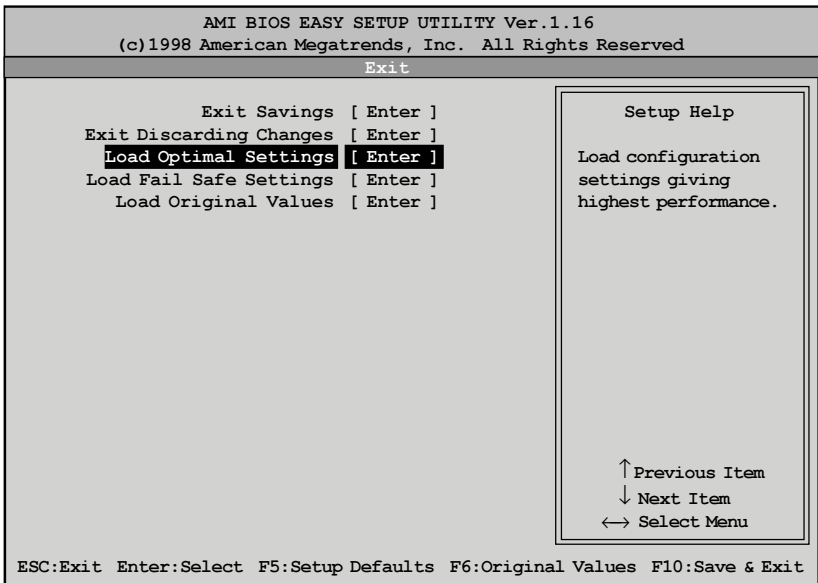 AMI BIOS EASY SETUP UTILITY Ver.1.16
(c)1998 American Megatrends, Inc. All Rights Reserved
Exit
Exit Savings [ Enter ]
Exit Discarding Changes [ Enter ]
Load Optimal Settings [ Enter ]
Load Fail Safe Settings [ Enter ]
Load Original Values [ Enter ]
Setup Help
Load configuration
settings giving
highest performance.
↑ Previous Item
↓ Next Item
↔ Select Menu
ESC:Exit Enter:Select F5:Setup Defaults F6:Original Values F10:Save & Exit